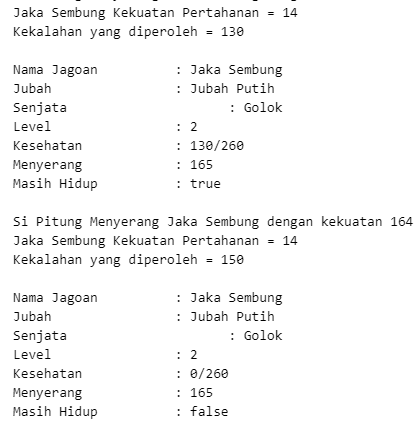 Jaka Sembung Kekuatan Pertahanan = 14
Kekalahan yang diperoleh = 130
Nama Jagoan : Jaka Sembung
Jubah : Jubah Putih
Senjata : Golok
Level : 2
Kesehatan : 130/260
Menyerang : 165
Masih Hidup : true
Si Pitung Menyerang Jaka Sembung dengan kekuatan 164
Jaka Sembung Kekuatan Pertahanan = 14
Kekalahan yang diperoleh = 150
Nama Jagoan : Jaka Sembung
Jubah : Jubah Putih
Senjata : Golok
Level : 2
Kesehatan : 0/260
Menyerang : 165
Masih Hidup : false